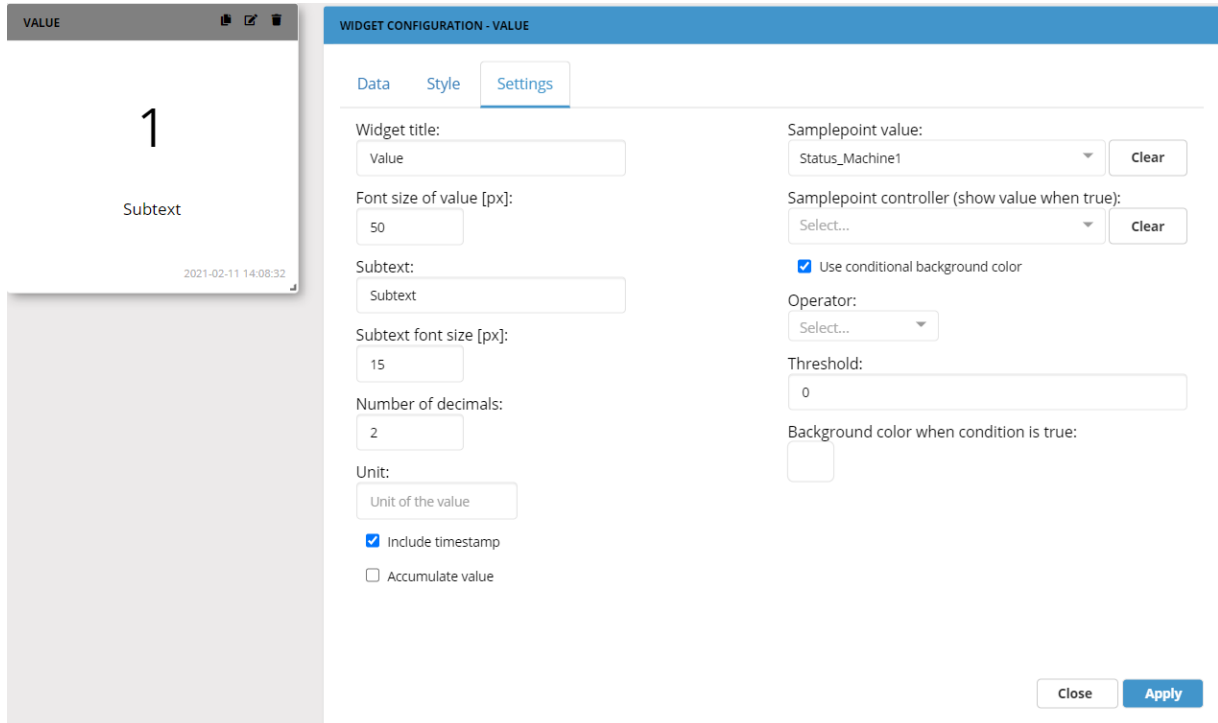 VALUE
1
Subtext
2021-02-11 14:08:32
WIDGET CONFIGURATION - VALUE
Data Style Settings
Widget title:
Value
Font size of value [px]:
50
Subtext:
Subtext
Subtext font size [px]:
15
Number of decimals:
2
Unit:
Unit of the value
Include timestamp
Accumulate value
Samplepoint value:
Status_Machine1 Clear
Samplepoint controller (show value when true):
Select... Clear
Use conditional background color
Operator:
Select...
Threshold:
0
Background color when condition is true:
Close Apply